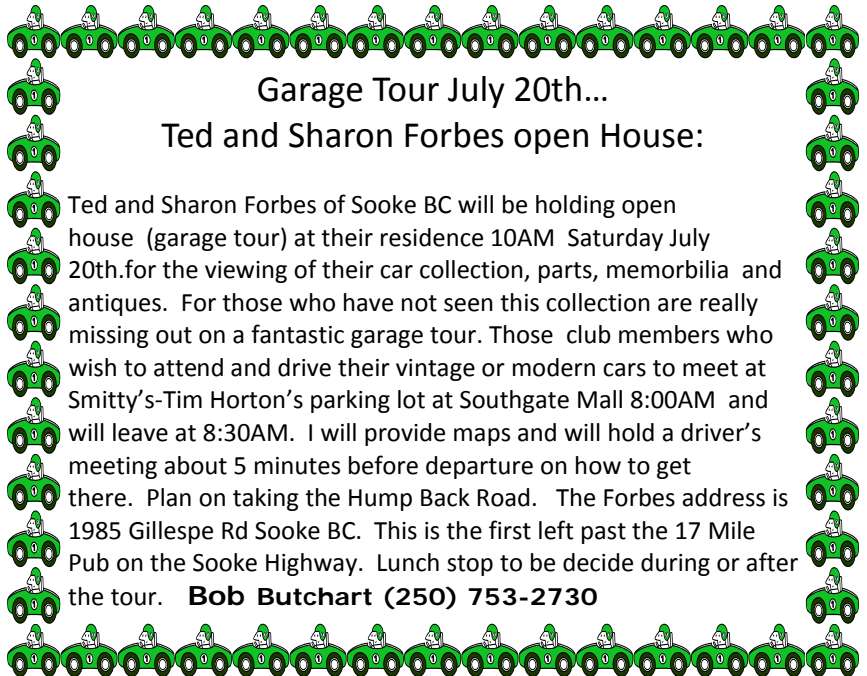 Garage Tour July 20th…
Ted and Sharon Forbes open House:
Ted and Sharon Forbes of Sooke BC will be holding open
house  (garage tour) at their residence 10AM  Saturday July
20th.for the viewing of their car collection, parts, memorbilia  and
antiques.  For those who have not seen this collection are really
missing out on a fantastic garage tour. Those  club members who
wish to attend and drive their vintage or modern cars to meet at
Smitty’s-Tim Horton’s parking lot at Southgate Mall 8:00AM  and
will leave at 8:30AM.  I will provide maps and will hold a driver’s
meeting about 5 minutes before departure on how to get
there.  Plan on taking the Hump Back Road.   The Forbes address is
1985 Gillespe Rd Sooke BC.  This is the first left past the 17 Mile
Pub on the Sooke Highway.  Lunch stop to be decide during or after
the tour.   Bob Butchart (250) 753-2730